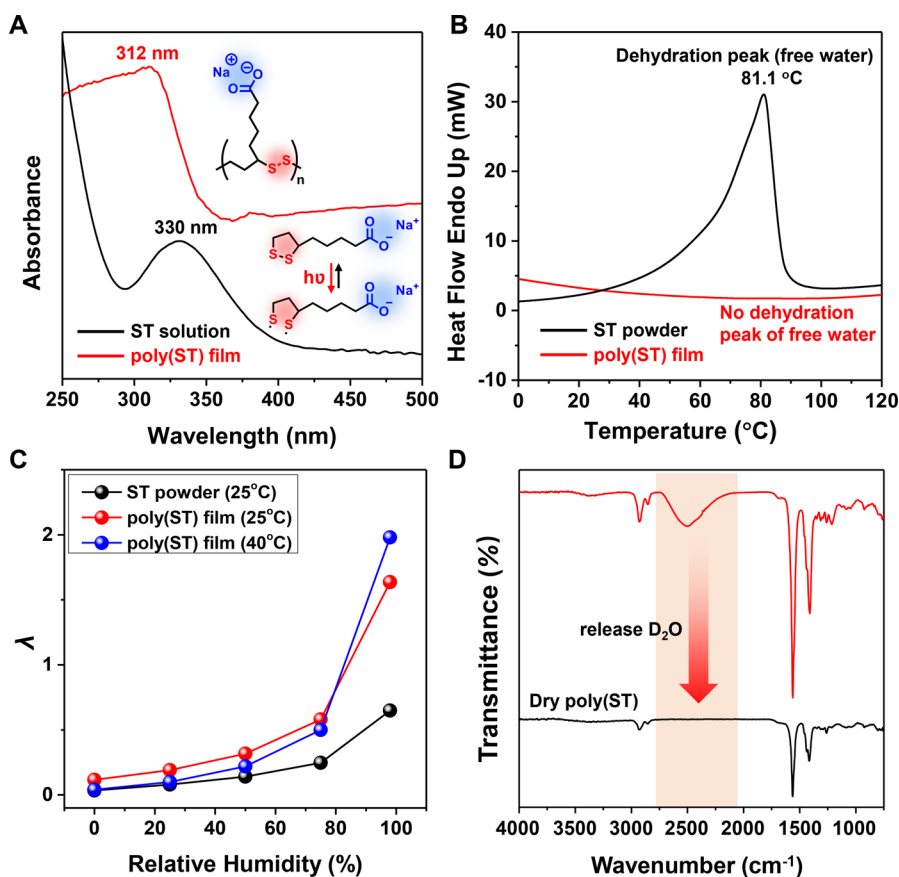 A
312 nm
Na⊕
⊖O
O
S
S
n
330 nm
O
O⁻
Na⁺
S
S
hυ
O
O⁻
Na⁺
S
S
ST solution
poly(ST) film
Absorbance
250 300 350 400 450 500
Wavelength (nm)
B
Dehydration peak (free water)
81.1 °C
No dehydration
peak of free water
ST powder
poly(ST) film
Heat Flow Endo Up (mW)
40
30
20
10
0
-10
0 20 40 60 80 100 120
Temperature (°C)
C
ST powder (25°C)
poly(ST) film (25°C)
poly(ST) film (40°C)
λ
2
1
0
0 20 40 60 80 100
Relative Humidity (%)
D
release D₂O
Dry poly(ST)
Transmittance (%)
4000 3000 2500 2000 1500 1000
Wavenumber (cm⁻¹)